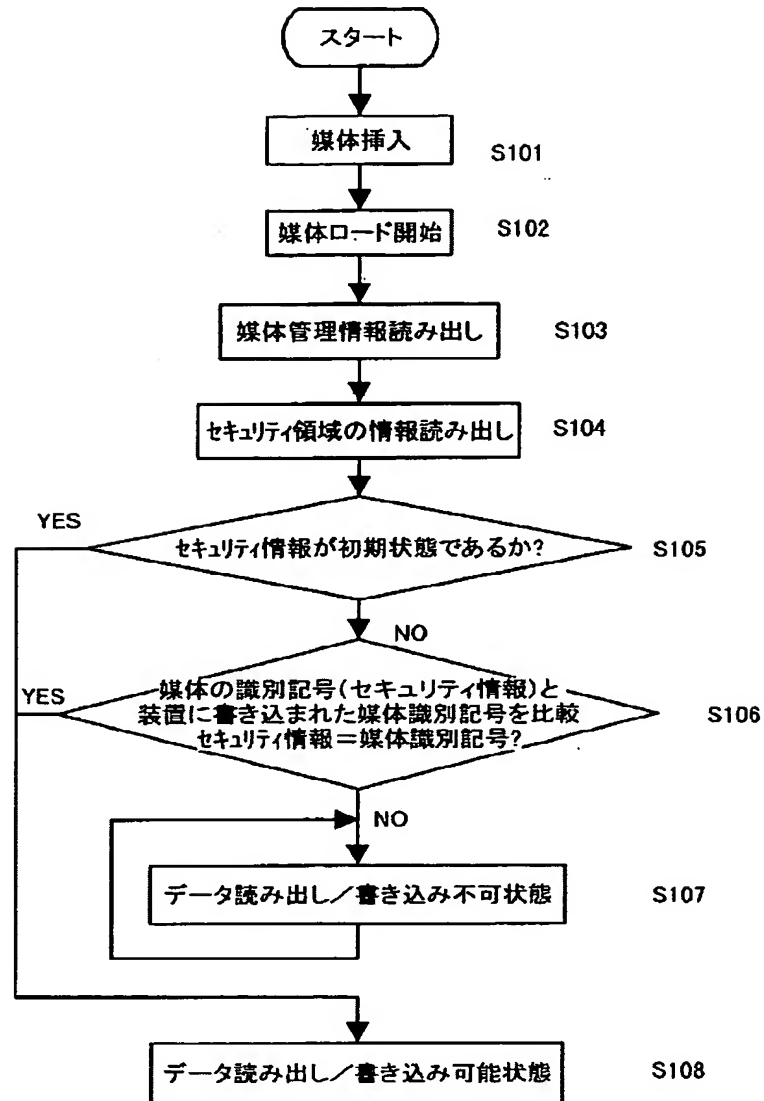 スタート
媒体挿入
S101
媒体ロード開始
S102
媒体管理情報読み出し
S103
セキュリティ領域の情報読み出し
S104
YES
セキュリティ情報が初期状態であるか?
S105
NO
YES
媒体の識別記号(セキュリティ情報)と
装置に書き込まれた媒体識別記号を比較
セキュリティ情報=媒体識別記号?
S106
NO
データ読み出し/書き込み不可状態
S107
データ読み出し/書き込み可能状態
S108